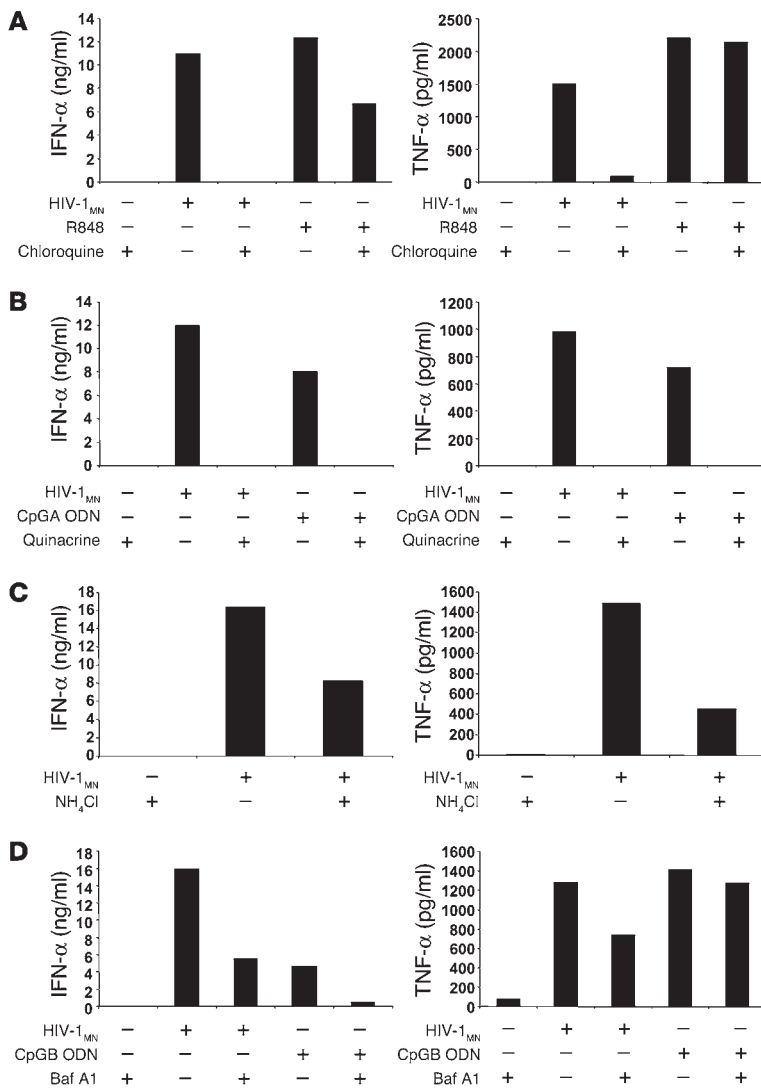 A
IFN-α (ng/ml)
14
12
10
8
6
4
2
0
HIV-1MN – + + – –
R848 – – – + +
Chloroquine + – + – +
TNF-α (pg/ml)
2500
2000
1500
1000
500
0
HIV-1MN – + + – –
R848 – – – + +
Chloroquine + – + – +
B
IFN-α (ng/ml)
14
12
10
8
6
4
2
0
HIV-1MN – + + – –
CpGA ODN – – – + +
Quinacrine + – + – +
TNF-α (pg/ml)
1200
1000
800
600
400
200
0
HIV-1MN – + + – –
CpGA ODN – – – + +
Quinacrine + – + – +
C
IFN-α (ng/ml)
18
16
14
12
10
8
6
4
2
0
HIV-1MN – + +
NH4Cl + – +
TNF-α (pg/ml)
1600
1400
1200
1000
800
600
400
200
0
HIV-1MN – + +
NH4Cl + – +
D
IFN-α (ng/ml)
18
16
14
12
10
8
6
4
2
0
HIV-1MN – + + – –
CpGB ODN – – – + +
Baf A1 + – + – +
TNF-α (pg/ml)
1600
1400
1200
1000
800
600
400
200
0
HIV-1MN – + + – –
CpGB ODN – – – + +
Baf A1 + – + – +